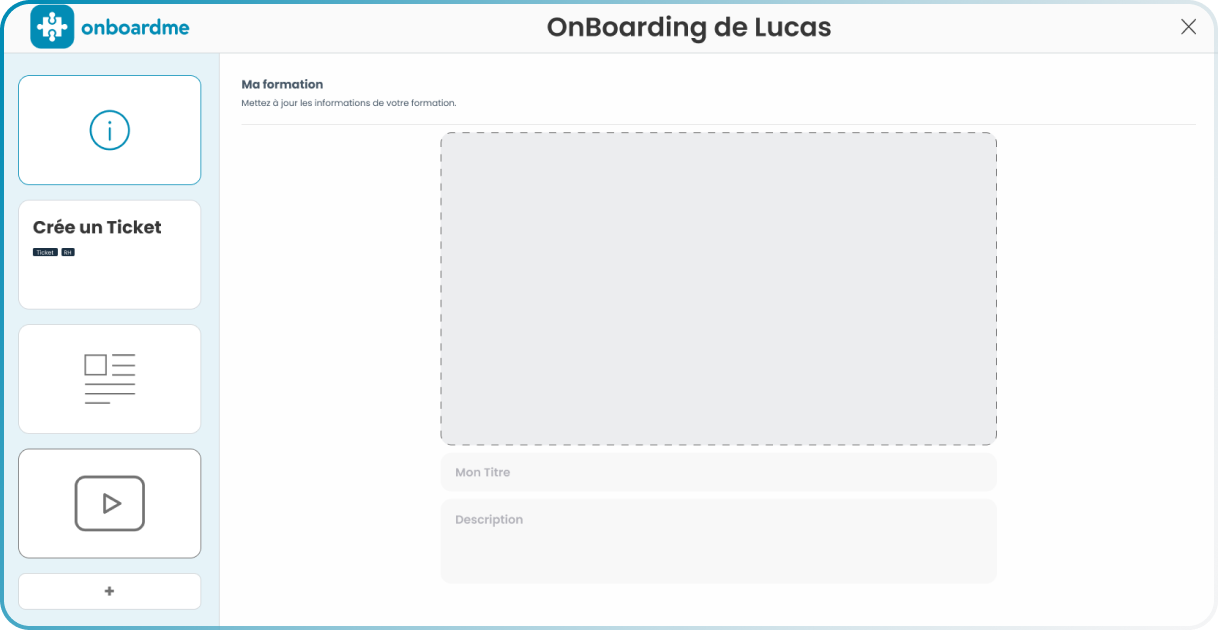 onboardme
OnBoarding de Lucas
Crée un Ticket
Ticket RH
Ma formation
Mettez à jour les informations de votre formation.
Mon Titre
Description